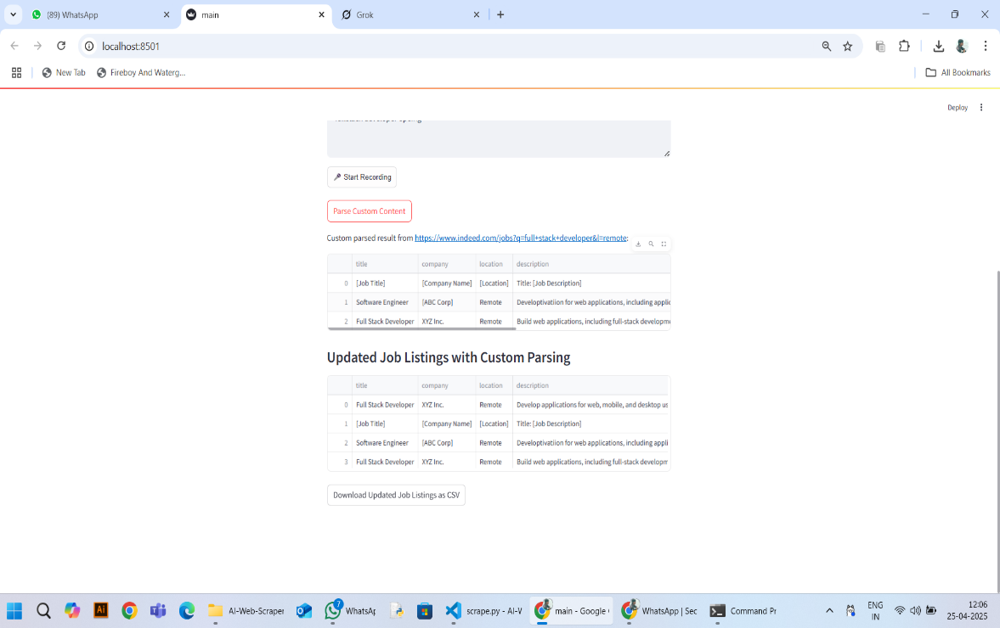 (89) WhatsApp
main
Grok
localhost:8501
New Tab
Fireboy And Waterg...
All Bookmarks
Deploy
Start Recording
Parse Custom Content
Custom parsed result from https://www.indeed.com/jobs?q=full+stack+developer&l=remote:
title company location description
0 [Job Title] [Company Name] [Location] Title: [Job Description]
1 Software Engineer [ABC Corp] Remote Developtivatiion for web applications, including applic
2 Full Stack Developer XYZ Inc. Remote Build web applications, including full-stack developme
Updated Job Listings with Custom Parsing
title company location description
0 Full Stack Developer XYZ Inc. Remote Develop applications for web, mobile, and desktop us
1 [Job Title] [Company Name] [Location] Title: [Job Description]
2 Software Engineer [ABC Corp] Remote Developtivatiion for web applications, including appli
3 Full Stack Developer XYZ Inc. Remote Build web applications, including full-stack developm
Download Updated Job Listings as CSV
Ai
AI-Web-Scraper
7
WhatsAp
scrape.py - AI-V
main - Google
WhatsApp | Sec
Command Pr
ENG
IN
12:06
25-04-2025